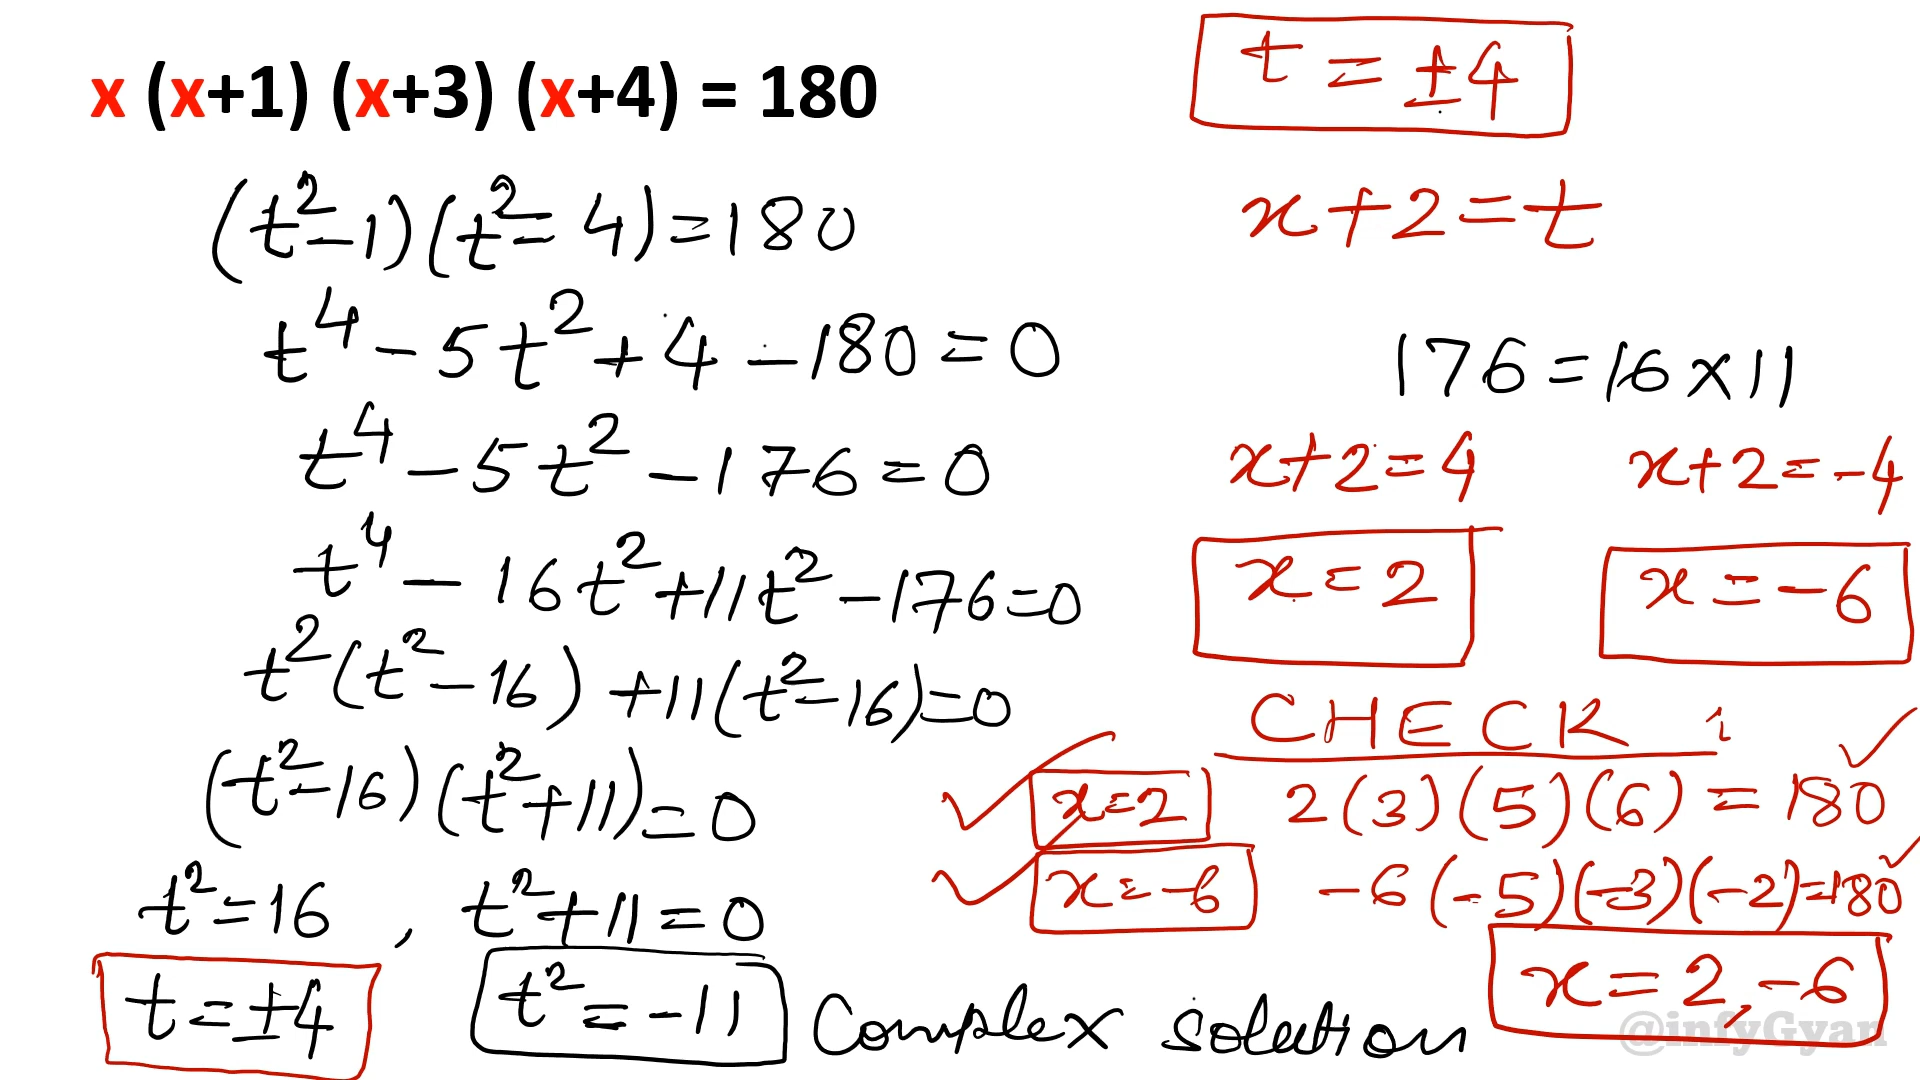 x (x+1) (x+3) (x+4) = 180
(t²-1)(t²-4)=180
t⁴-5t²+4-180=0
t⁴-5t²-176=0
t⁴-16t²+11t²-176=0
t²(t²-16)+11(t²-16)=0
(t²-16)(t²+11)=0
t²=16 , t²+11=0
t=±4
t²=-11 Complex solution
t=±4
x+2=t
176=16×11
x+2=4 x+2=-4
x=2 x=-6
CHECK :
x=2 2(3)(5)(6)=180 ✓
x=-6 -6(-5)(-3)(-2)=180 ✓
x=2,-6
@infyGyan